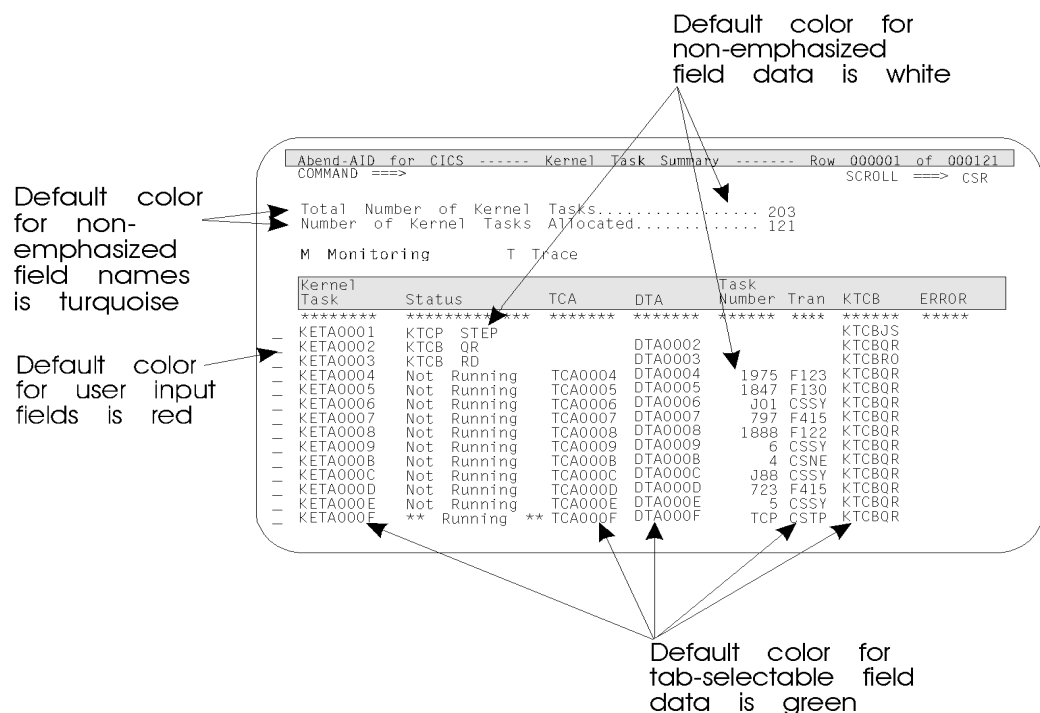 Default color for
non-emphasized
field data is white
Abend-AID for CICS ------ Kernel Task Summary ------- Row 000001 of 000121
COMMAND ===> SCROLL ===> CSR
Default color
for non-
emphasized
field names
is turquoise
Total Number of Kernel Tasks.................. 203
Number of Kernel Tasks Allocated.............. 121
M Monitoring T Trace
Kernel Task
Task Status TCA DTA Number Tran KTCB ERROR
******** ************* ******* ******* ****** **** ****** *****
KETA0001 KTCP STEP KTCBJS
_ KETA0002 KTCB QR DTA0002 KTCBQR
_ KETA0003 KTCB RD DTA0003 KTCBRO
_ KETA0004 Not Running TCA0004 DTA0004 1975 F123 KTCBQR
_ KETA0005 Not Running TCA0005 DTA0005 1847 F130 KTCBQR
_ KETA0006 Not Running TCA0006 DTA0006 J01 CSSY KTCBQR
_ KETA0007 Not Running TCA0007 DTA0007 797 F415 KTCBQR
_ KETA0008 Not Running TCA0008 DTA0008 1888 F122 KTCBQR
_ KETA0009 Not Running TCA0009 DTA0009 6 CSSY KTCBQR
_ KETA000B Not Running TCA000B DTA000B 4 CSNE KTCBQR
_ KETA000C Not Running TCA000C DTA000C J88 CSSY KTCBQR
_ KETA000D Not Running TCA000D DTA000D 723 F415 KTCBQR
_ KETA000E Not Running TCA000E DTA000E 5 CSSY KTCBQR
_ KETA000F ** Running ** TCA000F DTA000F TCP CSTP KTCBQR
Default color
for user input
fields is red
Default color for
tab-selectable field
data is green